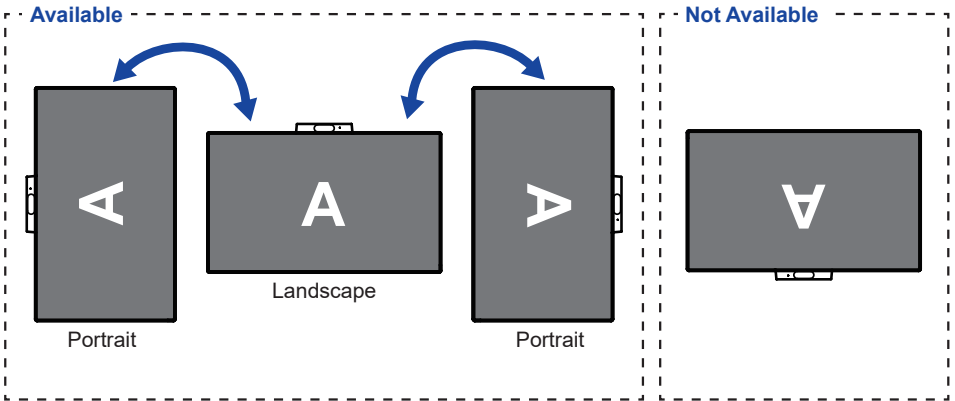 Available
Not Available
A
A
A
A
Landscape
Portrait
Portrait